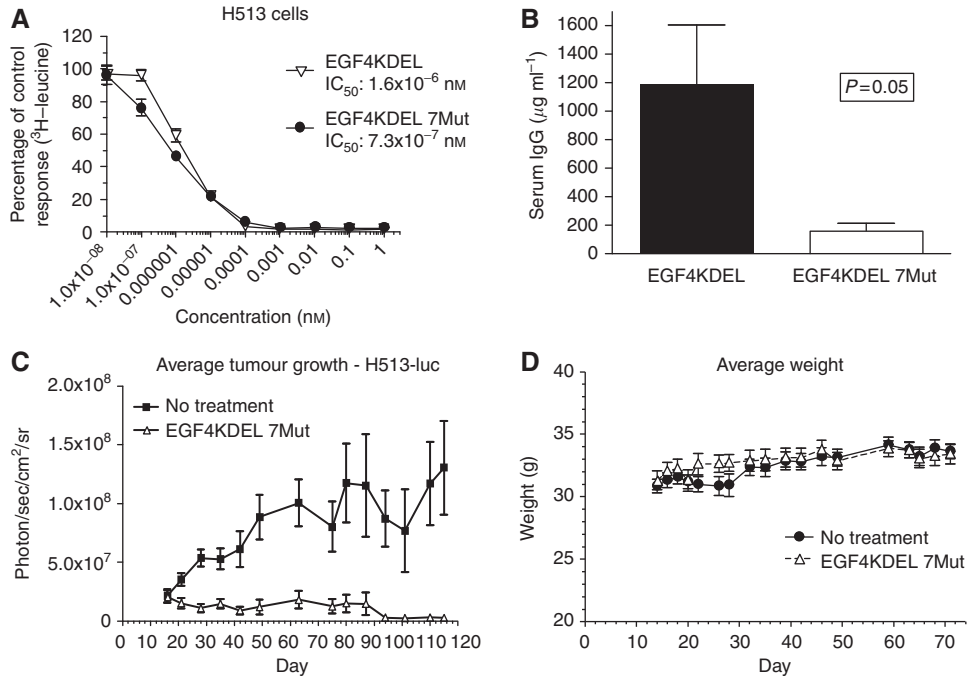 A
H513 cells
Percentage of control
response (³H–leucine)
120
100
80
60
40
20
0
EGF4KDEL
IC₅₀: 1.6x10⁻⁶ nM
EGF4KDEL 7Mut
IC₅₀: 7.3x10⁻⁷ nM
1.0x10⁻⁰⁸
1.0x10⁻⁰⁷
0.000001
0.00001
0.0001
0.001
0.01
0.1
1
Concentration (nM)
B
Serum IgG (µg ml⁻¹)
1600
1400
1200
1000
800
600
400
200
0
P=0.05
EGF4KDEL
EGF4KDEL 7Mut
C
Average tumour growth - H513-luc
Photon/sec/cm²/sr
2.0x10⁸
1.5x10⁸
1.0x10⁸
5.0x10⁷
0
No treatment
EGF4KDEL 7Mut
0 10 20 30 40 50 60 70 80 90 100 110 120
Day
D
Average weight
Weight (g)
40
35
30
25
20
No treatment
EGF4KDEL 7Mut
0 10 20 30 40 50 60 70
Day